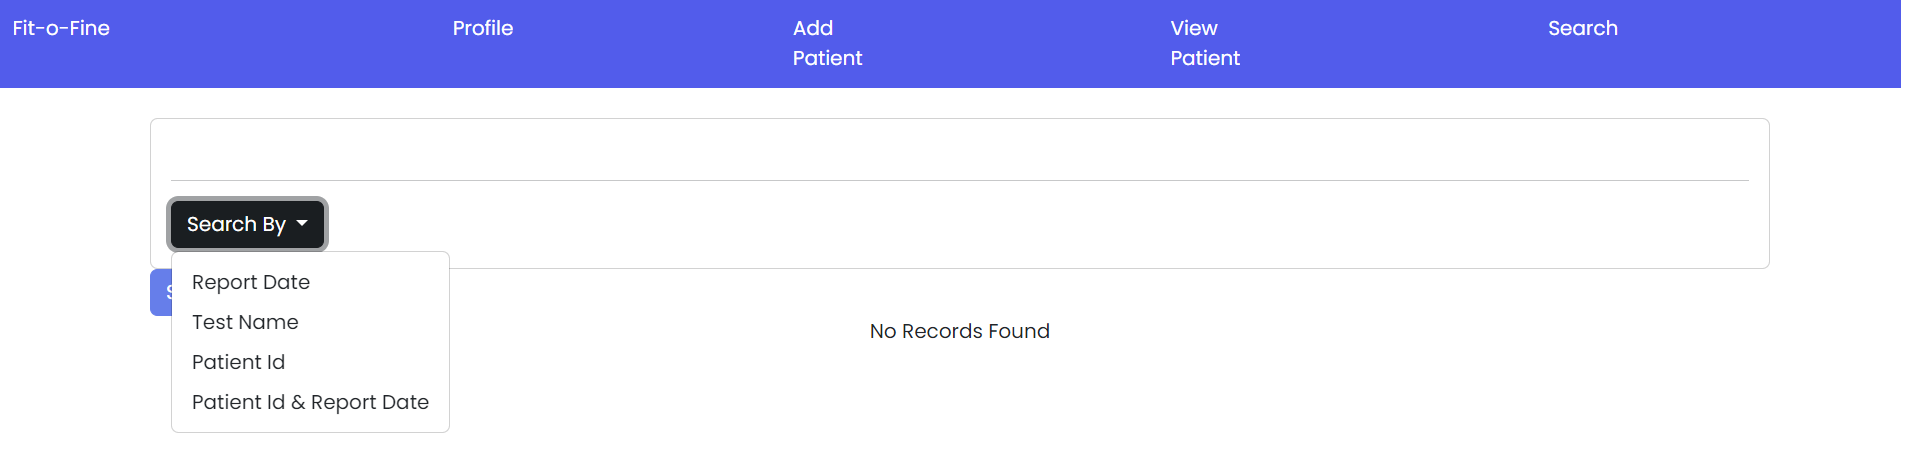 Fit-o-Fine
Profile
Add
Patient
View
Patient
Search
Search By
Report Date
Test Name
Patient Id
Patient Id & Report Date
No Records Found